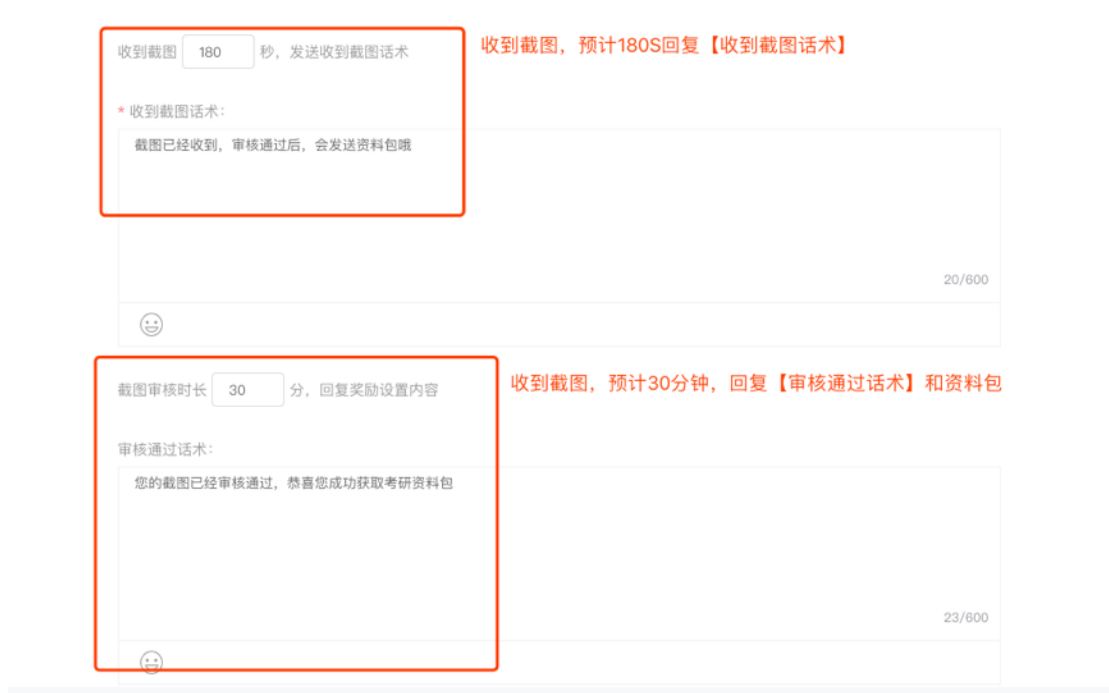 收到截图 180 秒，发送收到截图话术
收到截图，预计180S回复【收到截图话术】
* 收到截图话术：
截图已经收到，审核通过后，会发送资料包哦
20/600
截图审核时长 30 分，回复奖励设置内容
收到截图，预计30分钟，回复【审核通过话术】和资料包
审核通过话术：
您的截图已经审核通过，恭喜您成功获取考研资料包
23/600